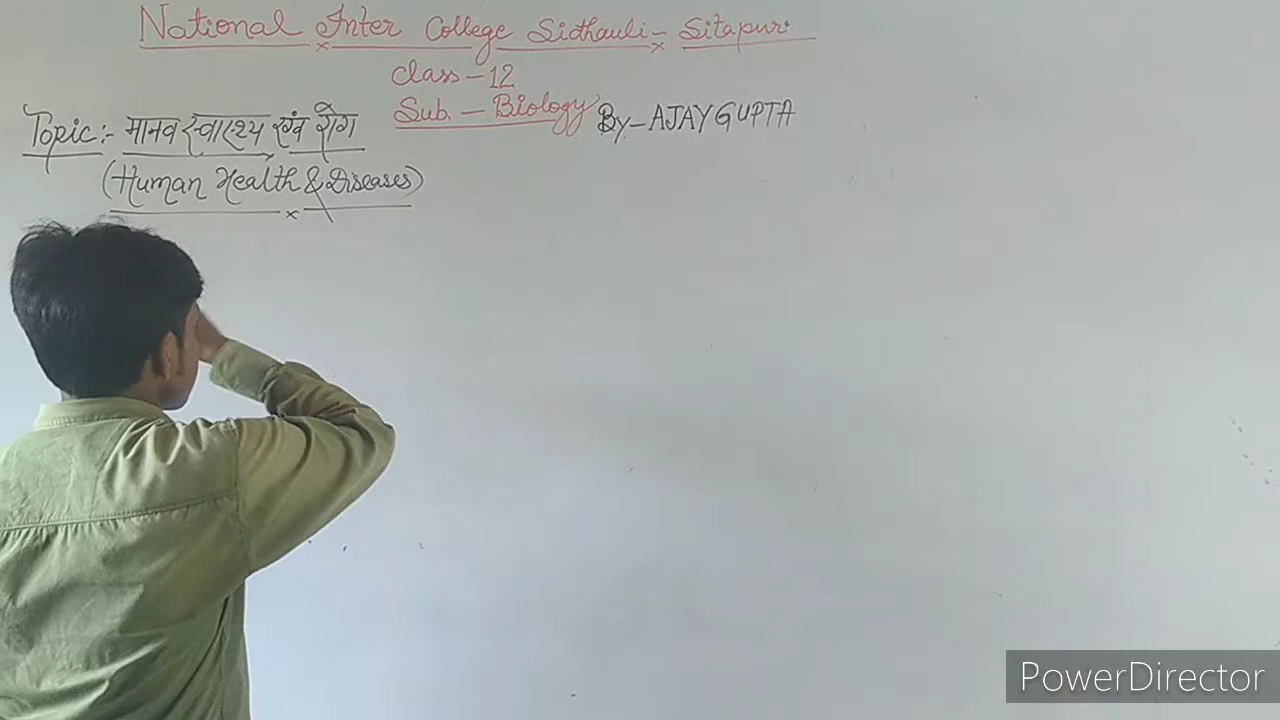 National Inter College Sidhauli- Sitapur.
Class-12
Sub. - Biology By- AJAY GUPTA
Topic:- मानव स्वास्थ्य एवं रोग
(Human Health & Diseases)
PowerDirector